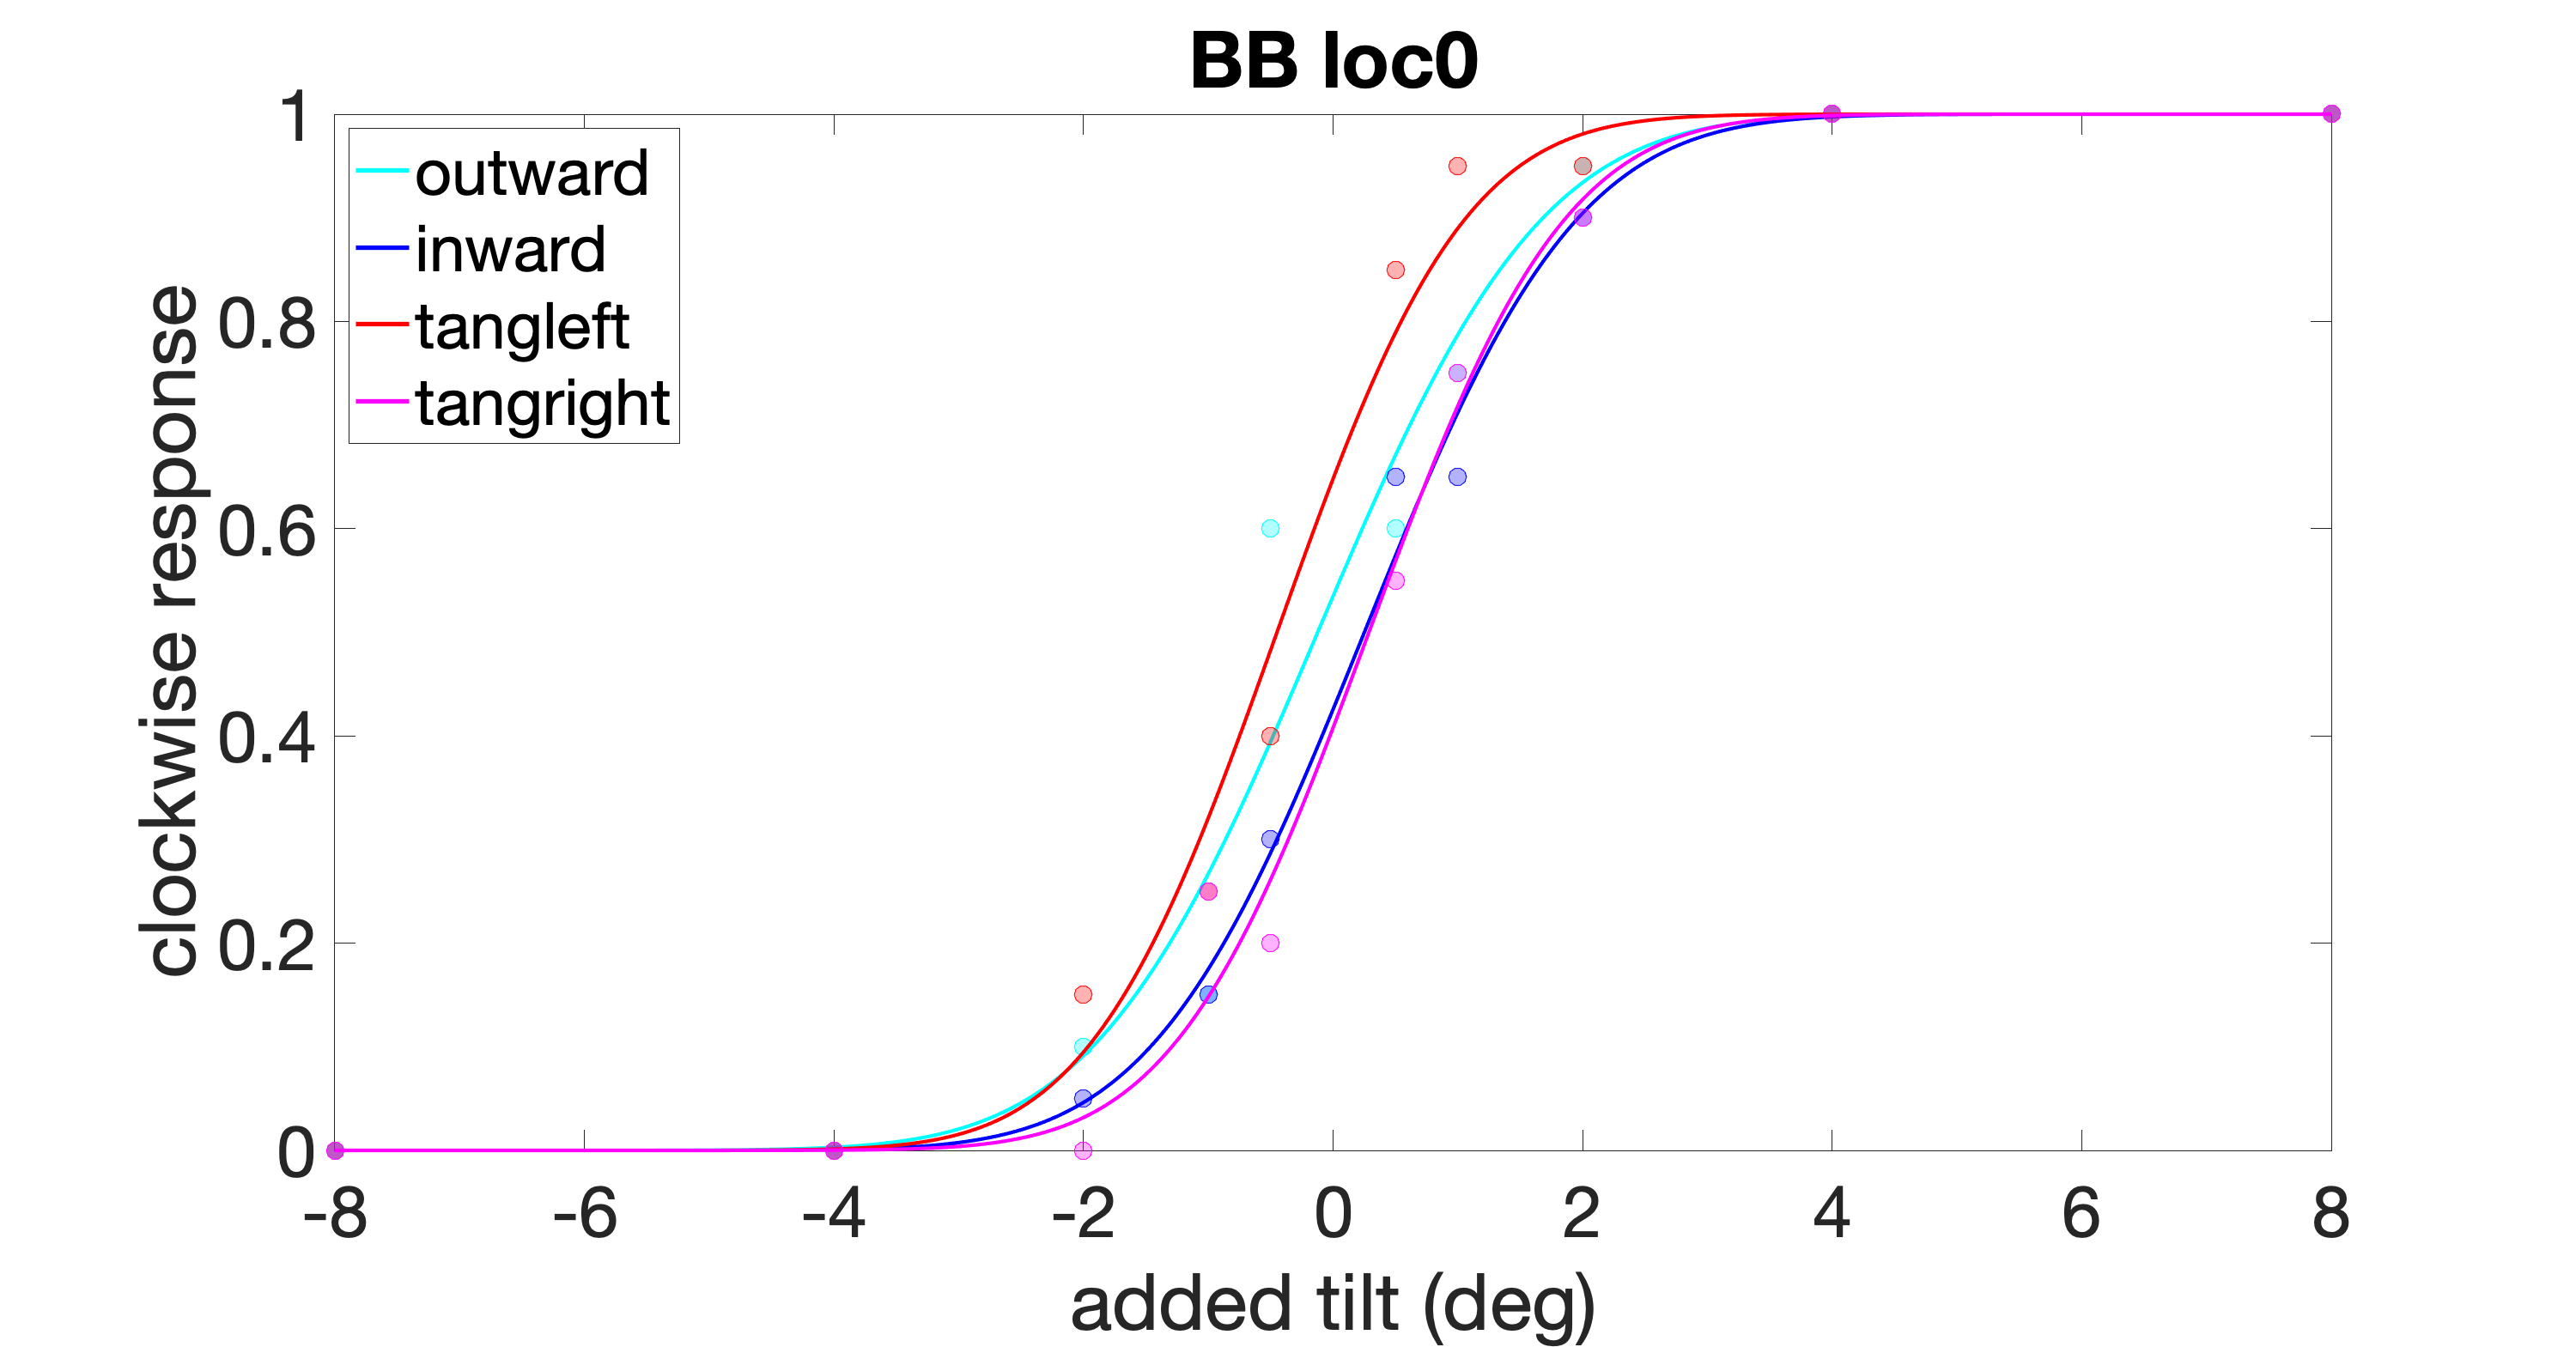 BB loc0
clockwise response
1
0.8
0.6
0.4
0.2
0
outward
inward
tangleft
tangright
-8 -6 -4 -2 0 2 4 6 8
added tilt (deg)